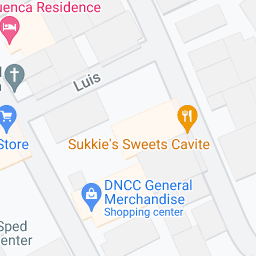 uenca Residence
Luis
Store
Sukkie's Sweets Cavite
DNCC General
Merchandise
Shopping center
Sped
enter